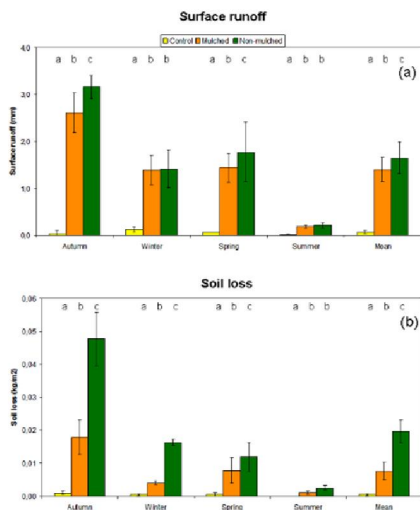 Surface runoff
Control Mulched Non-mulched
a b c a b b a b c a b b a b c
(a)
4,0
3,0
2,0
1,0
0,0
Surface runoff (mm)
Autumn Winter Spring Summer Mean
Soil loss
a b c a b c a b c a b b a b c
(b)
0,06
0,05
0,04
0,03
0,02
0,01
0,00
Soil loss (kg/m2)
Autumn Winter Spring Summer Mean